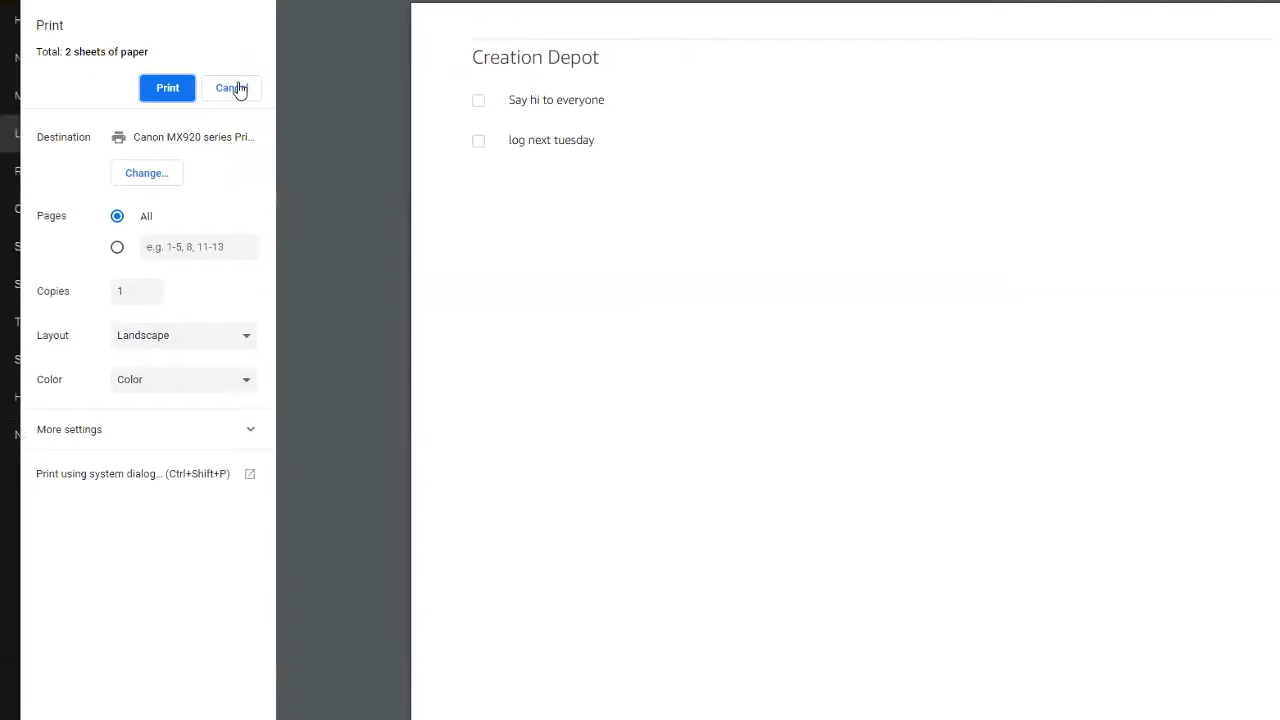 Print
Total: 2 sheets of paper
Print
Destination
Canon MX920 series Pri...
Change...
Pages
All
e.g. 1-5, 8, 11-13
Copies
1
Layout
Landscape
Color
Color
More settings
Print using system dialog... (Ctrl+Shift+P)
Creation Depot
Say hi to everyone
log next tuesday